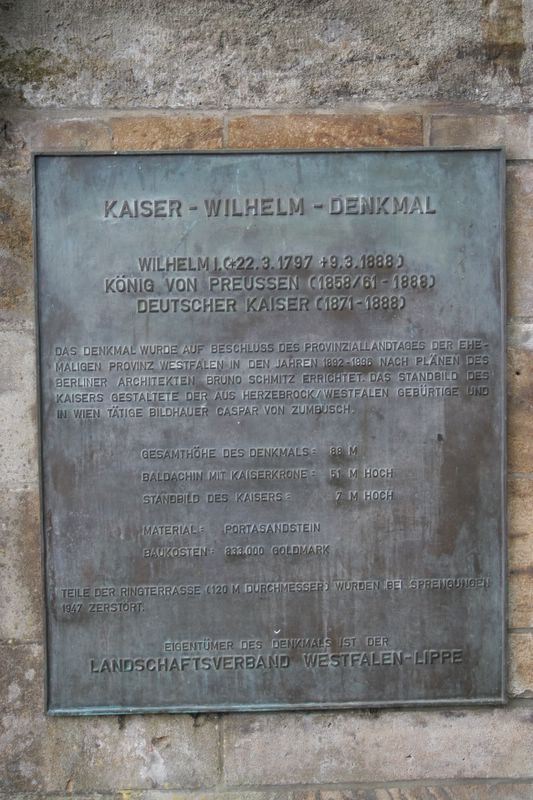 KAISER - WILHELM - DENKMAL
WILHELM I. (+22.3.1797 +9.3.1888)
KÖNIG VON PREUSSEN (1858/61 - 1888)
DEUTSCHER KAISER (1871 - 1888)
DAS DENKMAL WURDE AUF BESCHLUSS DES PROVINZIALLANDTAGES DER EHE-
MALIGEN PROVINZ WESTFALEN IN DEN JAHREN 1892-1896 NACH PLÄNEN DES
BERLINER ARCHITEKTEN BRUNO SCHMITZ ERRICHTET. DAS STANDBILD DES
KAISERS GESTALTETE DER AUS HERZEBROCK/WESTFALEN GEBÜRTIGE UND
IN WIEN TÄTIGE BILDHAUER CASPAR VON ZUMBUSCH.
GESAMTHÖHE DES DENKMALS: 88 M
BALDACHIN MIT KAISERKRONE: 51 M HOCH
STANDBILD DES KAISERS: 7 M HOCH
MATERIAL: PORTASANDSTEIN
BAUKOSTEN: 833.000 GOLDMARK
TEILE DER RINGTERRASSE (120 M DURCHMESSER) WURDEN BEI SPRENGUNGEN
1947 ZERSTÖRT.
EIGENTÜMER DES DENKMALS IST DER
LANDSCHAFTSVERBAND WESTFALEN-LIPPE